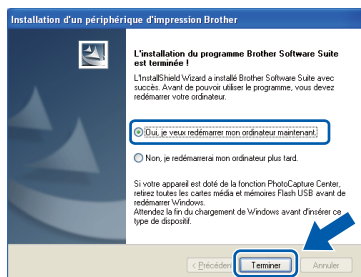 Installation d'un périphérique d'impression Brother
L'installation du programme Brother Software Suite
est terminée !
L'InstallShield Wizard a installé Brother Software Suite avec
succès. Avant de pouvoir utiliser le programme, vous devez
redémarrer votre ordinateur.
Oui, je veux redémarrer mon ordinateur maintenant.
Non, je redémarrerai mon ordinateur plus tard.
Si votre appareil est doté de la fonction PhotoCapture Center,
retirez toutes les cartes média et mémoires Flash USB avant de
redémarrer Windows.
Attendez la fin du chargement de Windows avant d'insérer ce
type de dispositif.
< Précéden Terminer Annuler